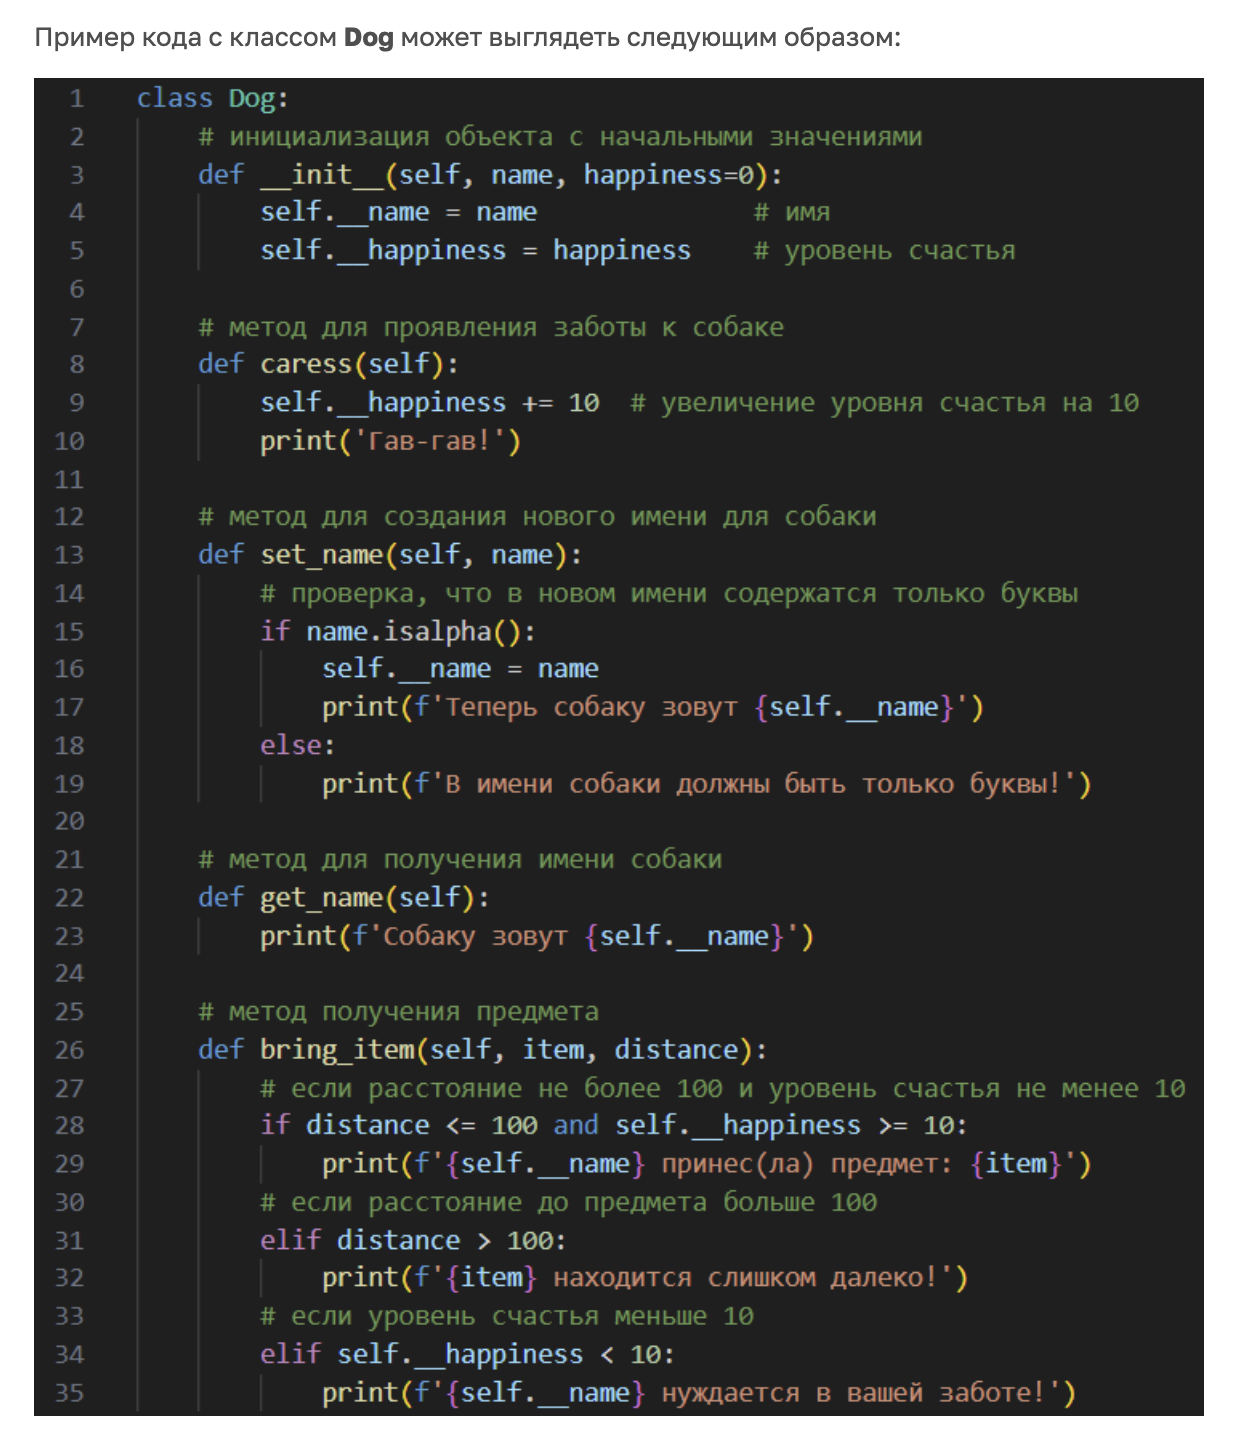 Пример кода с классом Dog может выглядеть следующим образом:
1 class Dog:
2     # инициализация объекта с начальными значениями
3     def __init__(self, name, happiness=0):
4         self.__name = name              # имя
5         self.__happiness = happiness    # уровень счастья
6
7     # метод для проявления заботы к собаке
8     def caress(self):
9         self.__happiness += 10  # увеличение уровня счастья на 10
10         print('Гав-гав!')
11
12     # метод для создания нового имени для собаки
13     def set_name(self, name):
14         # проверка, что в новом имени содержатся только буквы
15         if name.isalpha():
16             self.__name = name
17             print(f'Теперь собаку зовут {self.__name}')
18         else:
19             print(f'В имени собаки должны быть только буквы!')
20
21     # метод для получения имени собаки
22     def get_name(self):
23         print(f'Собаку зовут {self.__name}')
24
25     # метод получения предмета
26     def bring_item(self, item, distance):
27         # если расстояние не более 100 и уровень счастья не менее 10
28         if distance <= 100 and self.__happiness >= 10:
29             print(f'{self.__name} принес(ла) предмет: {item}')
30         # если расстояние до предмета больше 100
31         elif distance > 100:
32             print(f'{item} находится слишком далеко!')
33         # если уровень счастья меньше 10
34         elif self.__happiness < 10:
35             print(f'{self.__name} нуждается в вашей заботе!')